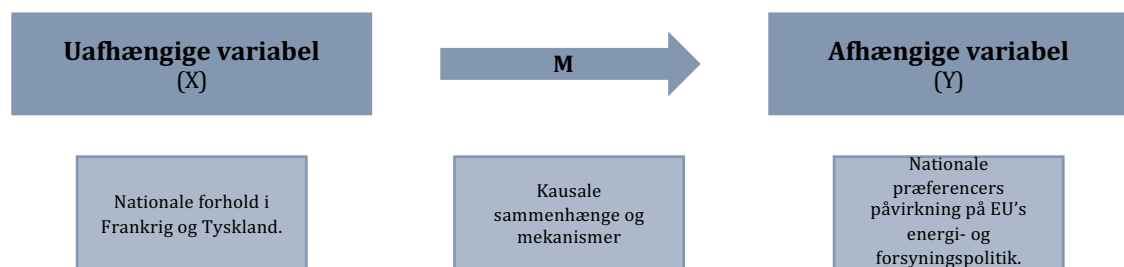 Uafhængige variabel
(X)
M
Afhængige variabel
(Y)
Nationale forhold i
Frankrig og Tyskland.
Kausale
sammenhænge og
mekanismer
Nationale
præferencers
påvirkning på EU's
energi- og
forsyningspolitik.